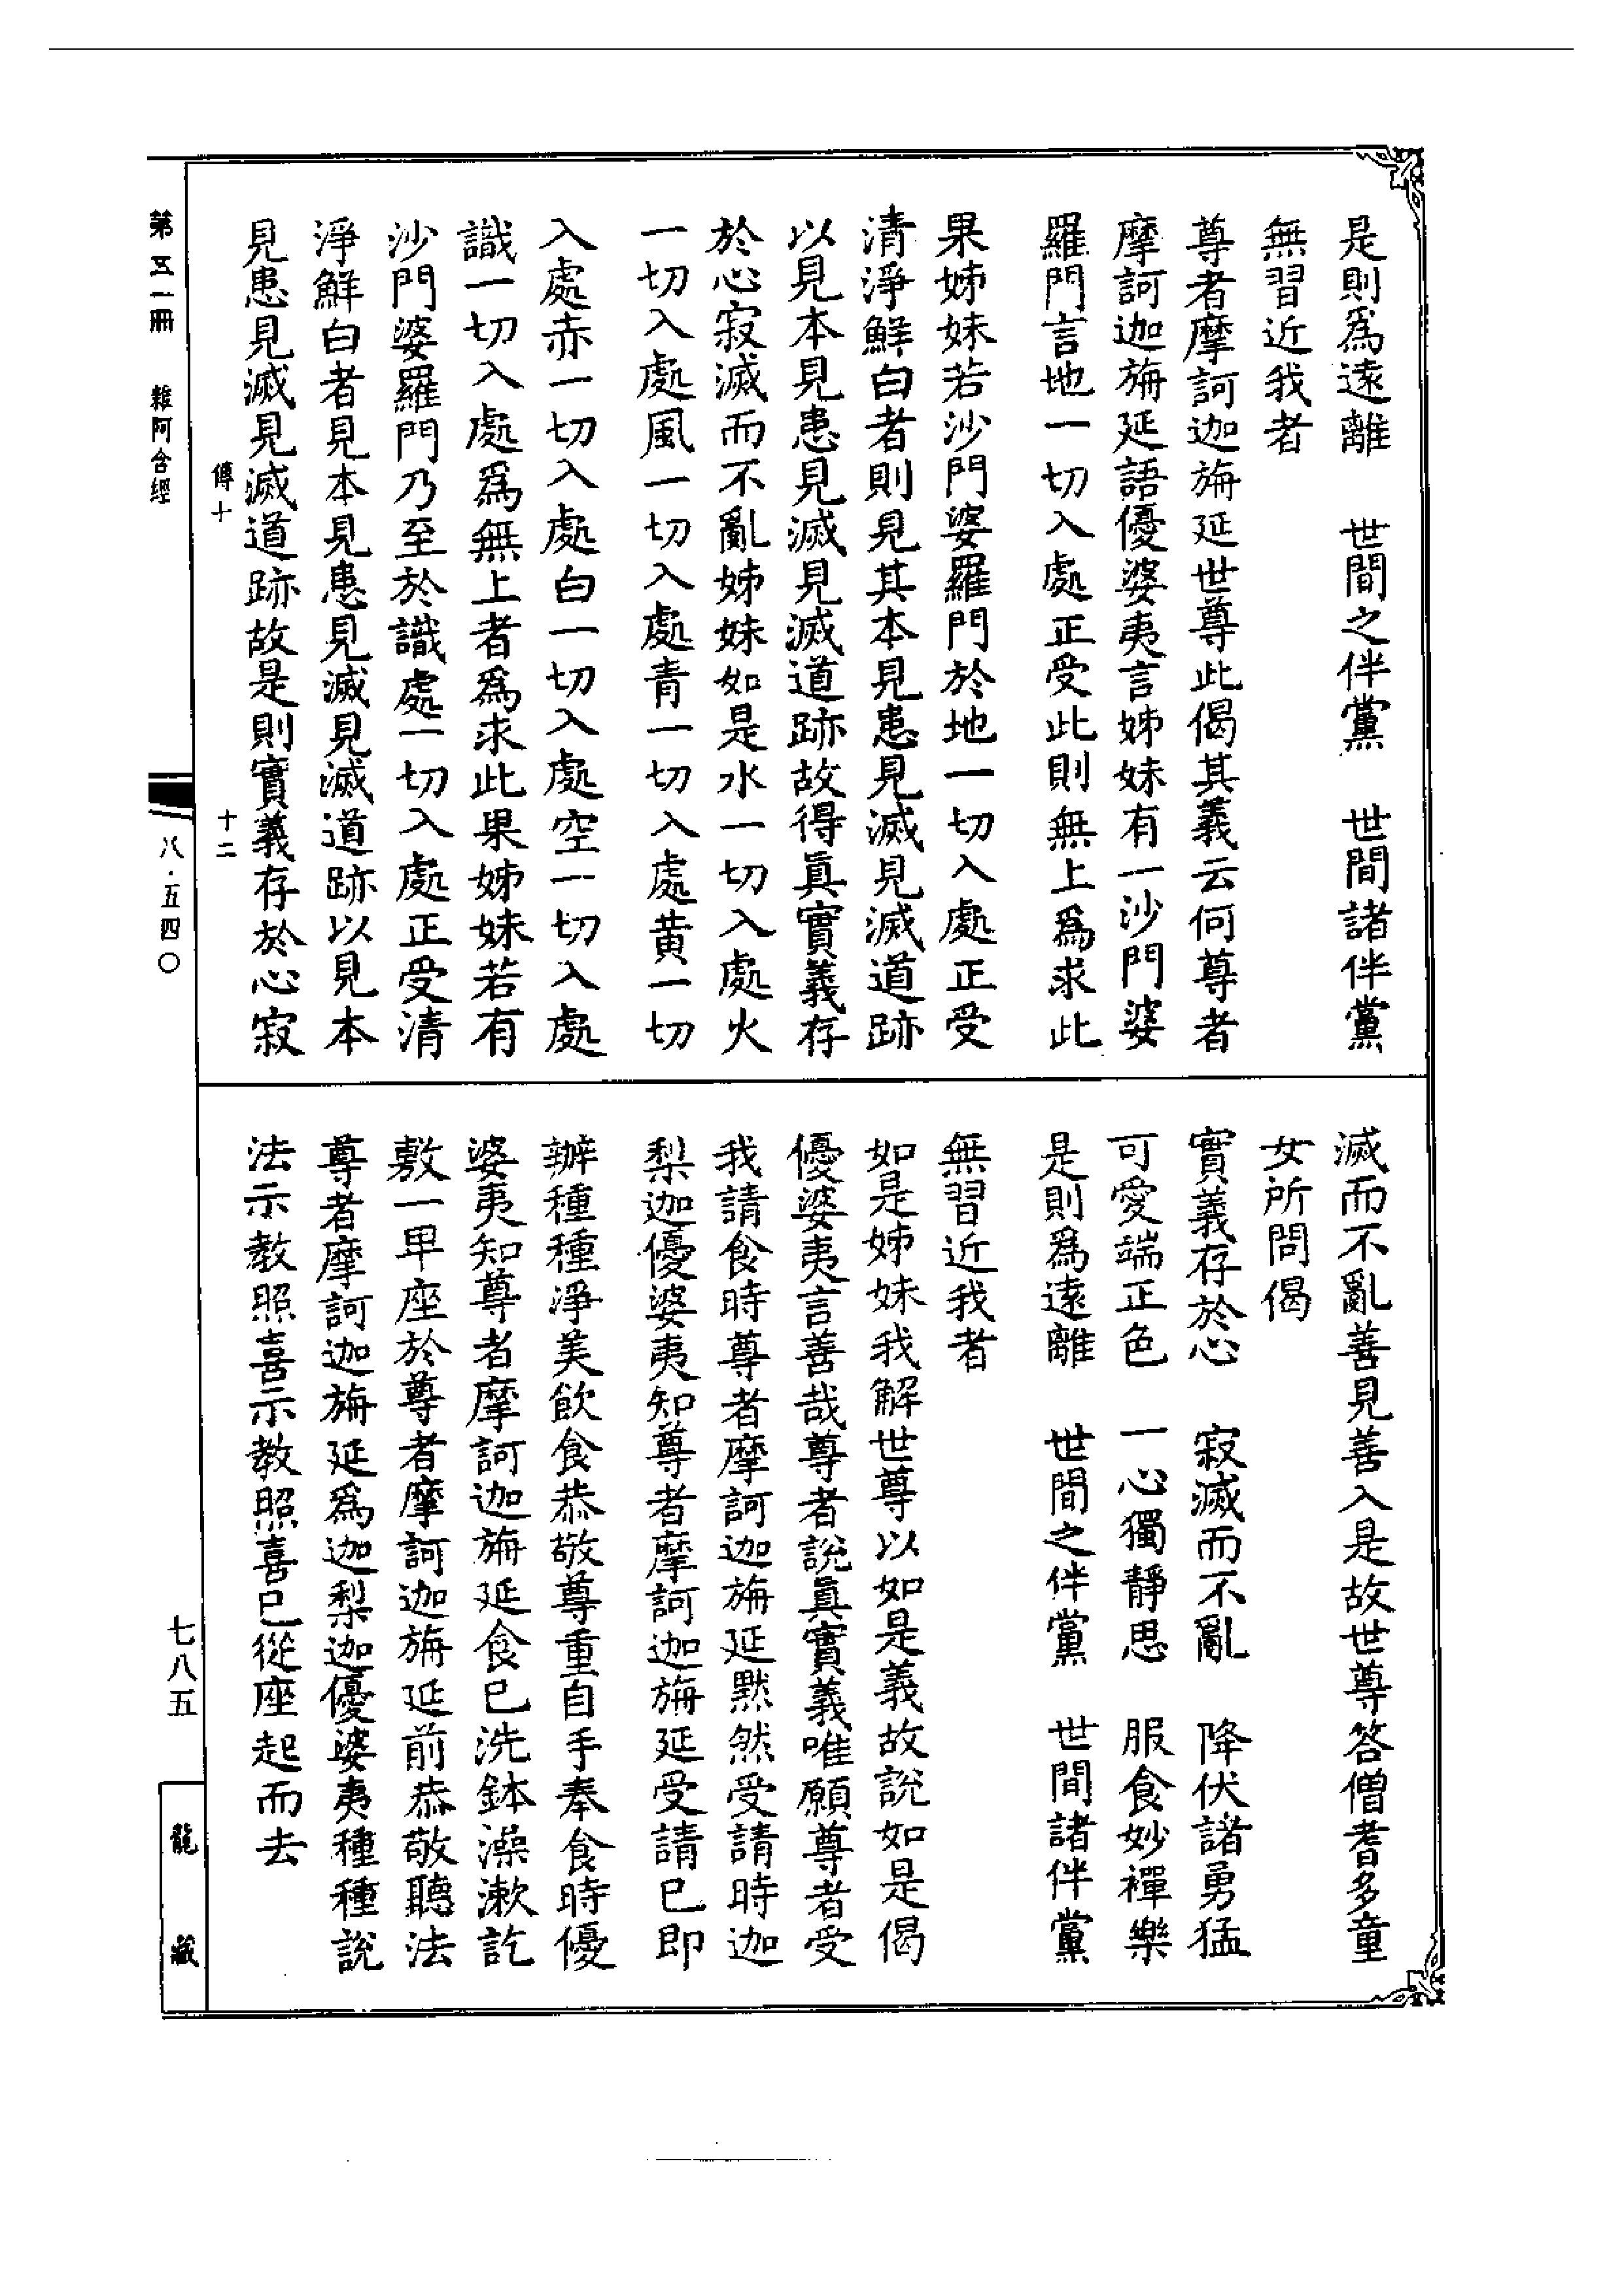 是則為遠離　世間之伴黨　世間諸伴黨
無習近我者
尊者摩訶迦旃延世尊此偈其義云何尊者
摩訶迦旃延語優婆夷言姊妹有一沙門婆
羅門言地一切入處正受此則無上為求此
果姊妹若沙門婆羅門於地一切入處正受
清淨鮮白者則見其本見患見滅見滅道跡
以見本見患見滅見滅道跡故得真實義存
於心寂滅而不亂姊妹如是水一切入處火
一切入處風一切入處青一切入處黄一切
入處赤一切入處白一切入處空一切入處
識一切入處為無上者為求此果姊妹若有
沙門婆羅門乃至於識處一切入處正受清
淨鮮白者見本見患見滅見滅道跡以見本
見患見滅見滅道跡故是則實義存於心寂
傳十　十二
滅而不亂善見善入是故世尊答僧耆多童
女所問偈
實義存於心　寂滅而不亂　降伏諸勇猛
可愛端正色　一心獨靜思　服食妙禪樂
是則為遠離　世間之伴黨　世間諸伴黨
無習近我者
如是姊妹我解世尊以如是義故說如是偈
優婆夷言善哉尊者說真實義唯願尊者受
我請食時尊者摩訶迦旃延黙然受請時迦
梨迦優婆夷知尊者摩訶迦旃延受請已即
辦種種淨美飲食恭敬尊重自手奉食時優
婆夷知尊者摩訶迦旃延食已洗鉢澡漱訖
敷一卑座於尊者摩訶迦旃延前恭敬聽法
尊者摩訶迦旃延為迦梨迦優婆夷種種說
法示教照喜示教照喜已從座起而去
第五一冊　雜阿含經
八·五四〇
七八五
龍藏